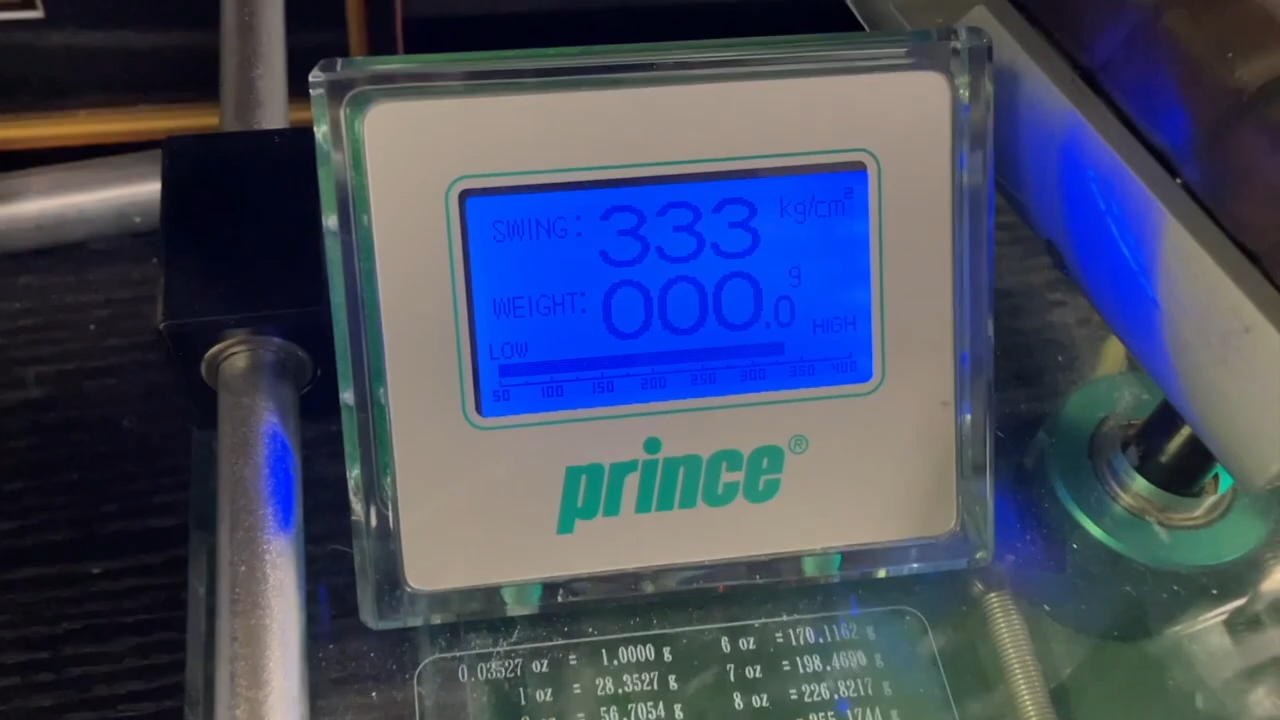 SWING: 333 kg/cm²
WEIGHT: 000.0 g
LOW HIGH
50 100 150 200 250 300 350 400
prince®
0.03527 oz = 1.0000 g 6 oz =170.1162 g
1 oz = 28.3527 g 7 oz =198.4690 g
56.7054 g 8 oz =226.8217 g